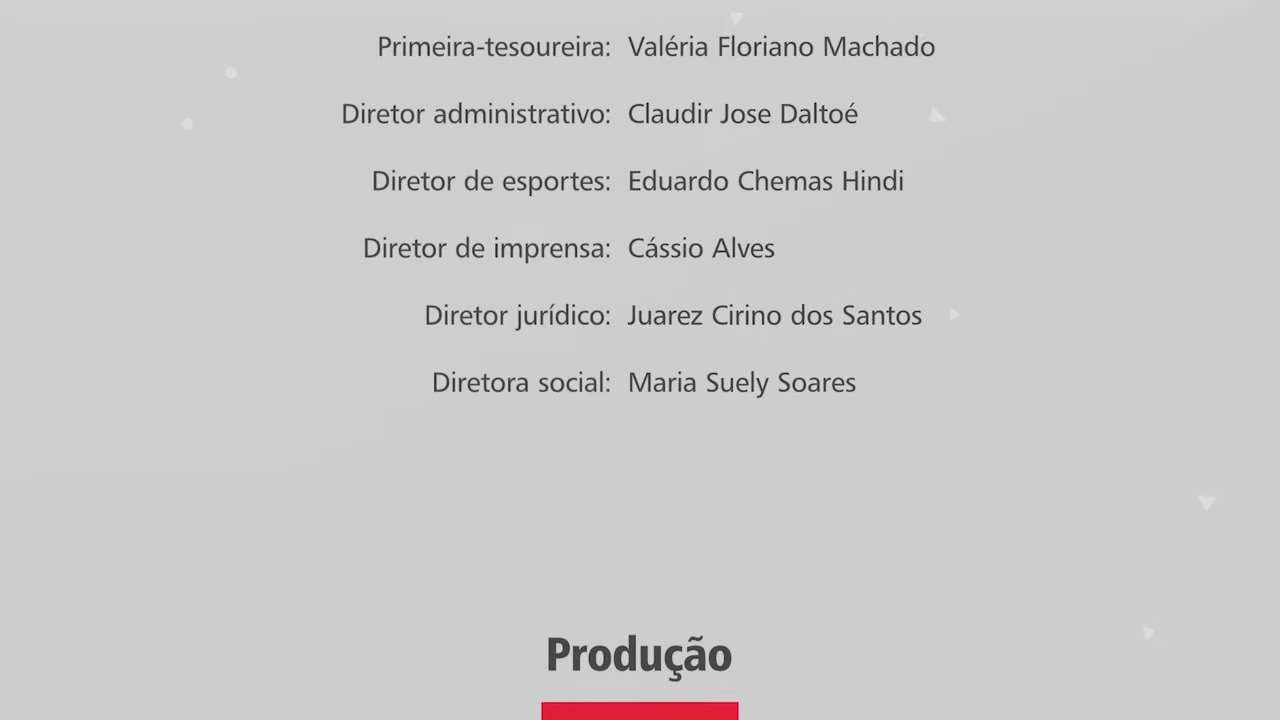 Primeira-tesoureira: Valéria Floriano Machado
Diretor administrativo: Claudir Jose Daltoé
Diretor de esportes: Eduardo Chemas Hindi
Diretor de imprensa: Cássio Alves
Diretor jurídico: Juarez Cirino dos Santos
Diretora social: Maria Suely Soares
Produção